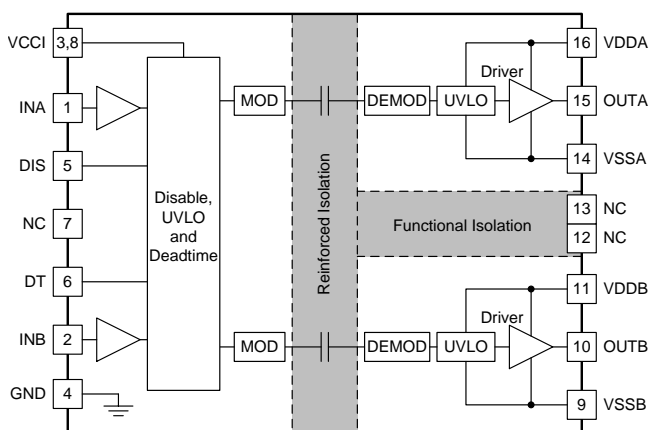 VCCI 3,8
16 VDDA
Driver
INA 1
MOD
DEMOD
UVLO
15 OUTA
DIS 5
14 VSSA
Disable,
UVLO
and
Deadtime
Reinforced Isolation
Functional Isolation
13 NC
12 NC
NC 7
DT 6
11 VDDB
Driver
INB 2
MOD
DEMOD
UVLO
10 OUTB
GND 4
9 VSSB